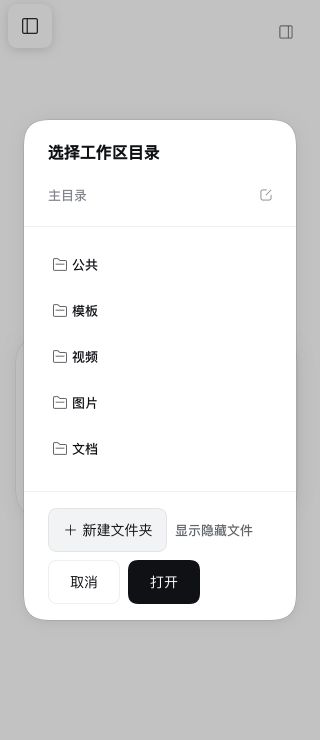 选择工作区目录
主目录
公共
模板
视频
图片
文档
新建文件夹 显示隐藏文件
取消 打开